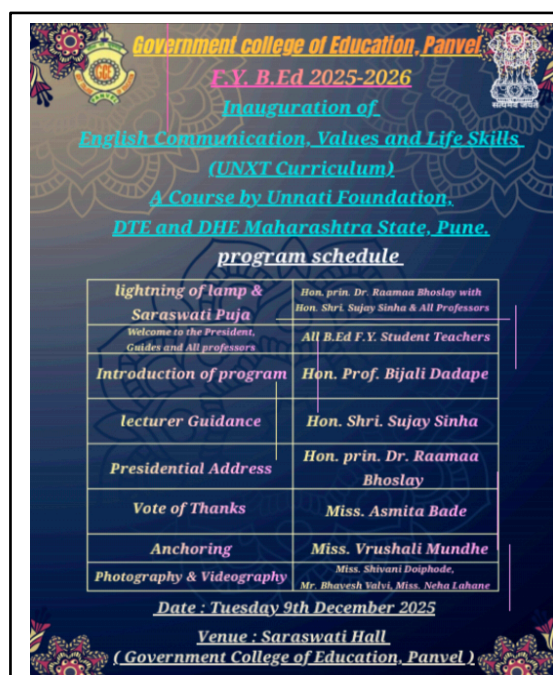 Government college of Education, Panvel
F.Y. B.Ed 2025-2026
Inauguration of
English Communication, Values and Life Skills
(UNXT Curriculum)
A Course by Unnati Foundation,
DTE and DHE Maharashtra State, Pune.
program schedule
lightning of lamp &
Saraswati Puja
Hon. prin. Dr. Raamaa Bhoslay with
Hon. Shri. Sujay Sinha & All Professors
Welcome to the President,
Guides and All professors
All B.Ed F.Y. Student Teachers
Introduction of program
Hon. Prof. Bijali Dadape
lecturer Guidance
Hon. Shri. Sujay Sinha
Presidential Address
Hon. prin. Dr. Raamaa
Bhoslay
Vote of Thanks
Miss. Asmita Bade
Anchoring
Miss. Vrushali Mundhe
Photography & Videography
Miss. Shivani Doiphode,
Mr. Bhavesh Valvi, Miss. Neha Lahane
Date : Tuesday 9th December 2025
Venue : Saraswati Hall
( Government College of Education, Panvel )
GCE
PANVEL
सत्यमेव जयते